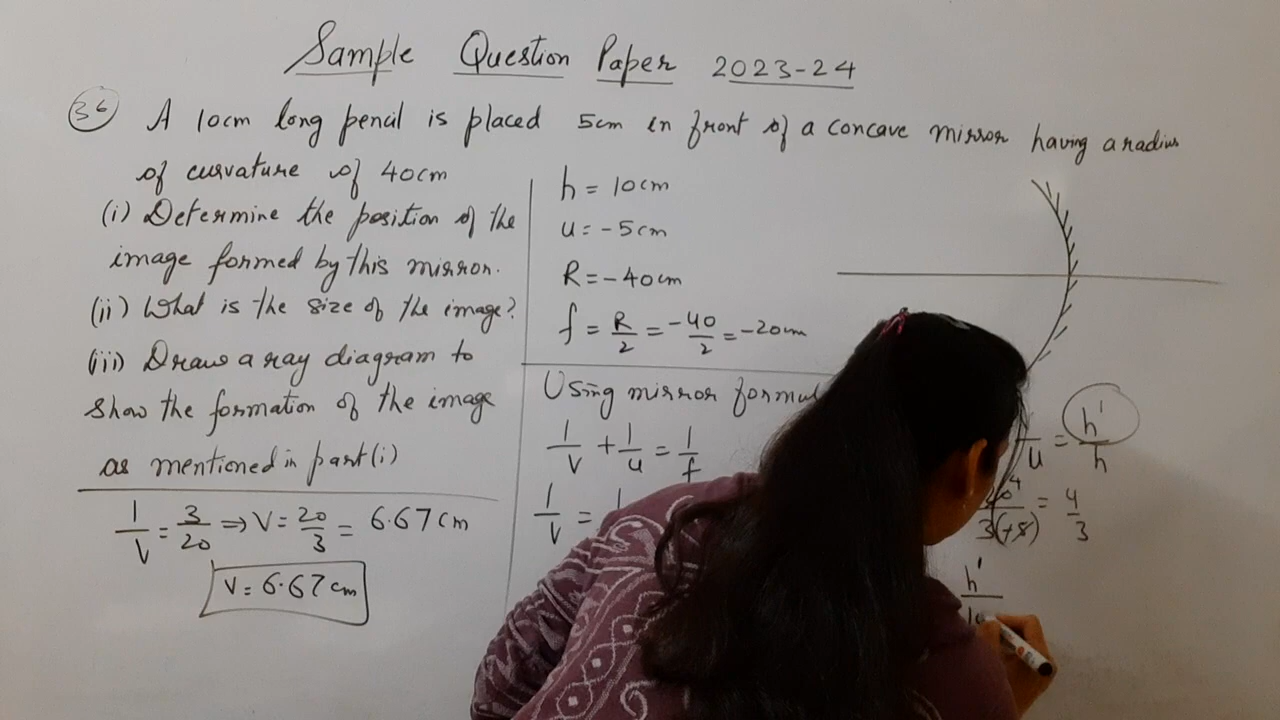 Sample Question Paper 2023-24
36 A 10cm long pencil is placed 5cm in front of a concave mirror having a radius
of curvature of 40cm
(i) Determine the position of the
image formed by this mirror.
(ii) What is the size of the image?
(iii) Draw a ray diagram to
show the formation of the image
as mentioned in part(i)
1/V = 3/20 ⇒ V = 20/3 = 6.67cm
V = 6.67cm
h = 10cm
u = -5cm
R = -40cm
f = R/2 = -40/2 = -20cm
Using mirror formul
1/V + 1/u = 1/f
1/V =
u = h'/h
3(+5) = 4/3
h'/10